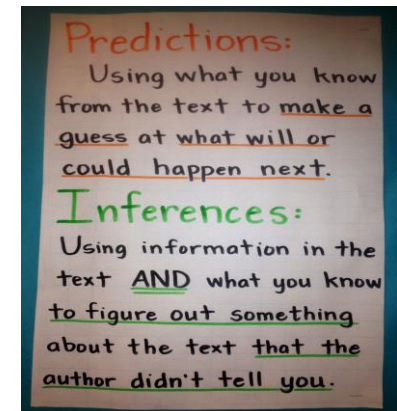 Predictions:
Using what you know
from the text to make a
guess at what will or
could happen next.
Inferences:
Using information in the
text AND what you know
to figure out something
about the text that the
author didn't tell you.